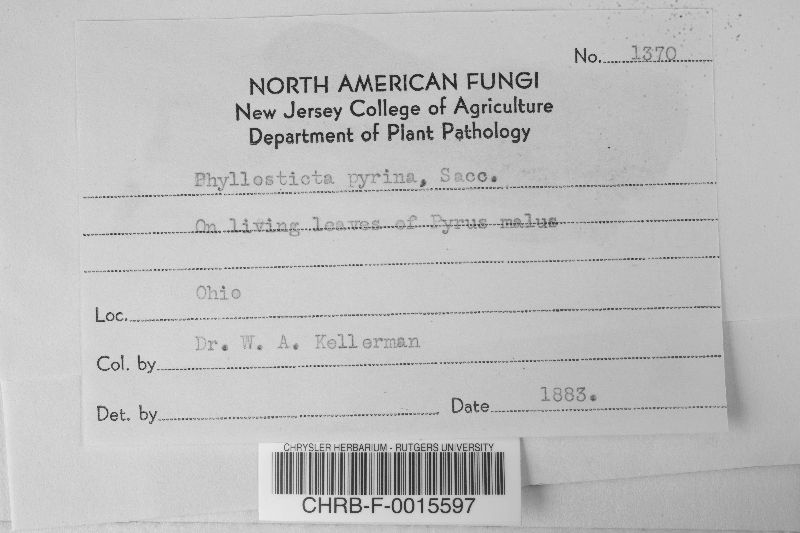 No. 1370
NORTH AMERICAN FUNGI
New Jersey College of Agriculture
Department of Plant Pathology
Phyllosticta pyrina, Sacc.
On living leaves of Pyrus malus
Ohio
Loc.
Dr. W. A. Kellerman
Col. by
Det. by
Date 1883.
CHRYSLER HERBARIUM - RUTGERS UNIVERSITY
CHRB-F-0015597